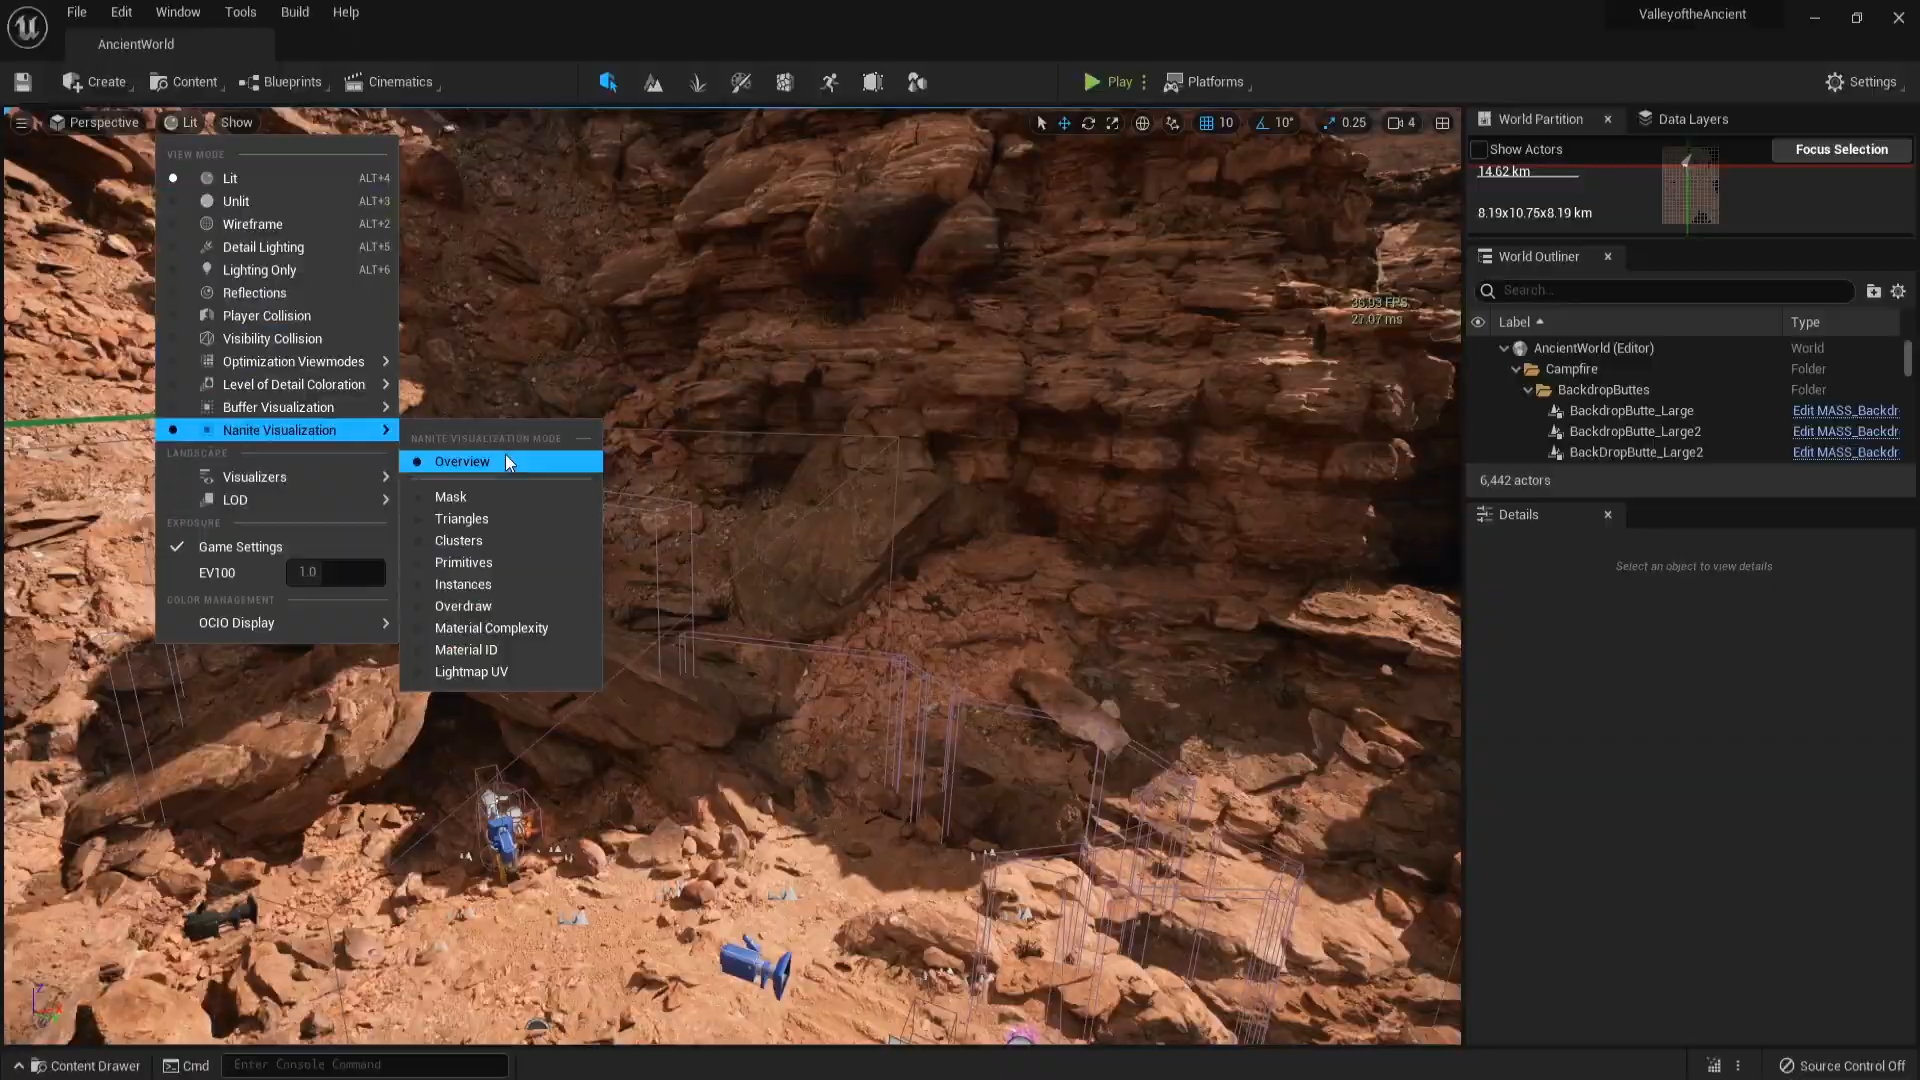 File Edit Window Tools Build Help
ValleyoftheAncient
AncientWorld
Create Content Blueprints Cinematics Play Platforms Settings
Perspective Lit Show 10 10° 0.25 4
VIEW MODE
Lit ALT+4
Unlit ALT+3
Wireframe ALT+2
Detail Lighting ALT+5
Lighting Only ALT+6
Reflections
Player Collision
Visibility Collision
Optimization Viewmodes
Level of Detail Coloration
Buffer Visualization
Nanite Visualization
LANDSCAPE
Visualizers
LOD
EXPOSURE
Game Settings
EV100 1.0
COLOR MANAGEMENT
OCIO Display
NANITE VISUALIZATION MODE
Overview
Mask
Triangles
Clusters
Primitives
Instances
Overdraw
Material Complexity
Material ID
Lightmap UV
27.07 ms
World Partition Data Layers
Show Actors Focus Selection
14.62 km
8.19x10.75x8.19 km
World Outliner
Search...
Label Type
AncientWorld (Editor) World
Campfire Folder
BackdropButtes Folder
BackdropButte_Large Edit MASS_Backdr
BackdropButte_Large2 Edit MASS_Backdr
BackDropButte_Large2 Edit MASS_Backdr
6,442 actors
Details
Select an object to view details
Content Drawer Cmd Enter Console Command Source Control Off